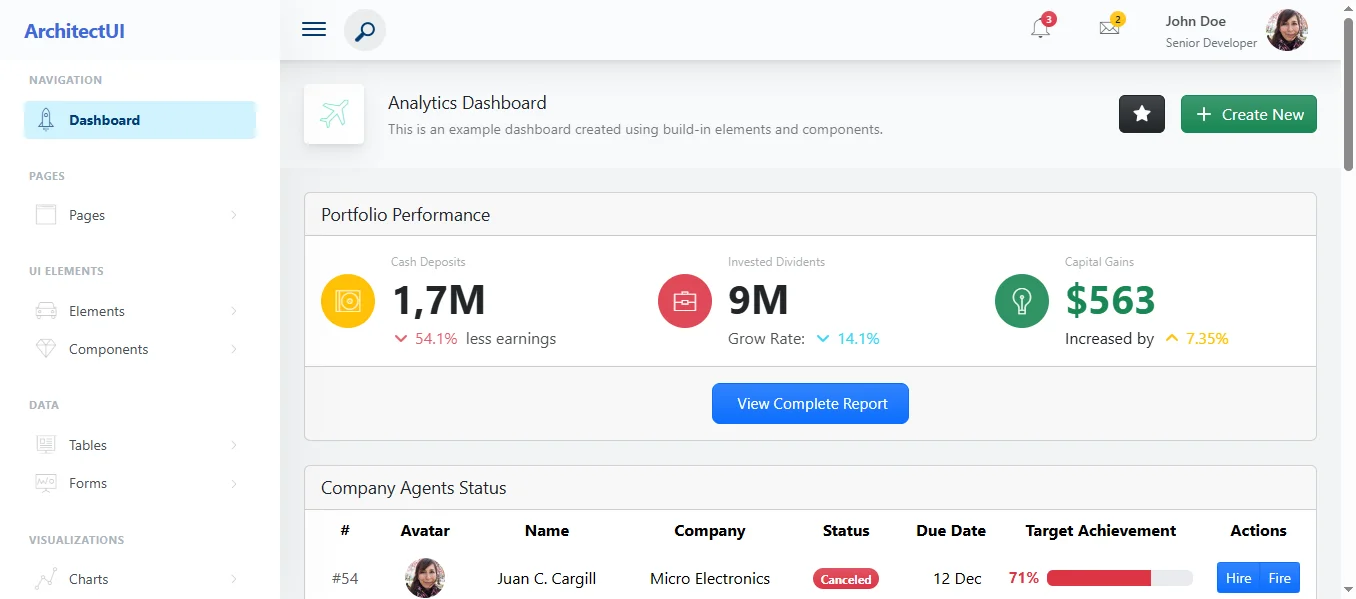 ArchitectUI
3
2
John Doe
Senior Developer
NAVIGATION
Dashboard
PAGES
Pages
UI ELEMENTS
Elements
Components
DATA
Tables
Forms
VISUALIZATIONS
Charts
Analytics Dashboard
This is an example dashboard created using build-in elements and components.
Create New
Portfolio Performance
Cash Deposits
1,7M
54.1% less earnings
Invested Dividents
9M
Grow Rate: 14.1%
Capital Gains
$563
Increased by 7.35%
View Complete Report
Company Agents Status
# Avatar Name Company Status Due Date Target Achievement Actions
#54 Juan C. Cargill Micro Electronics Canceled 12 Dec 71% Hire Fire